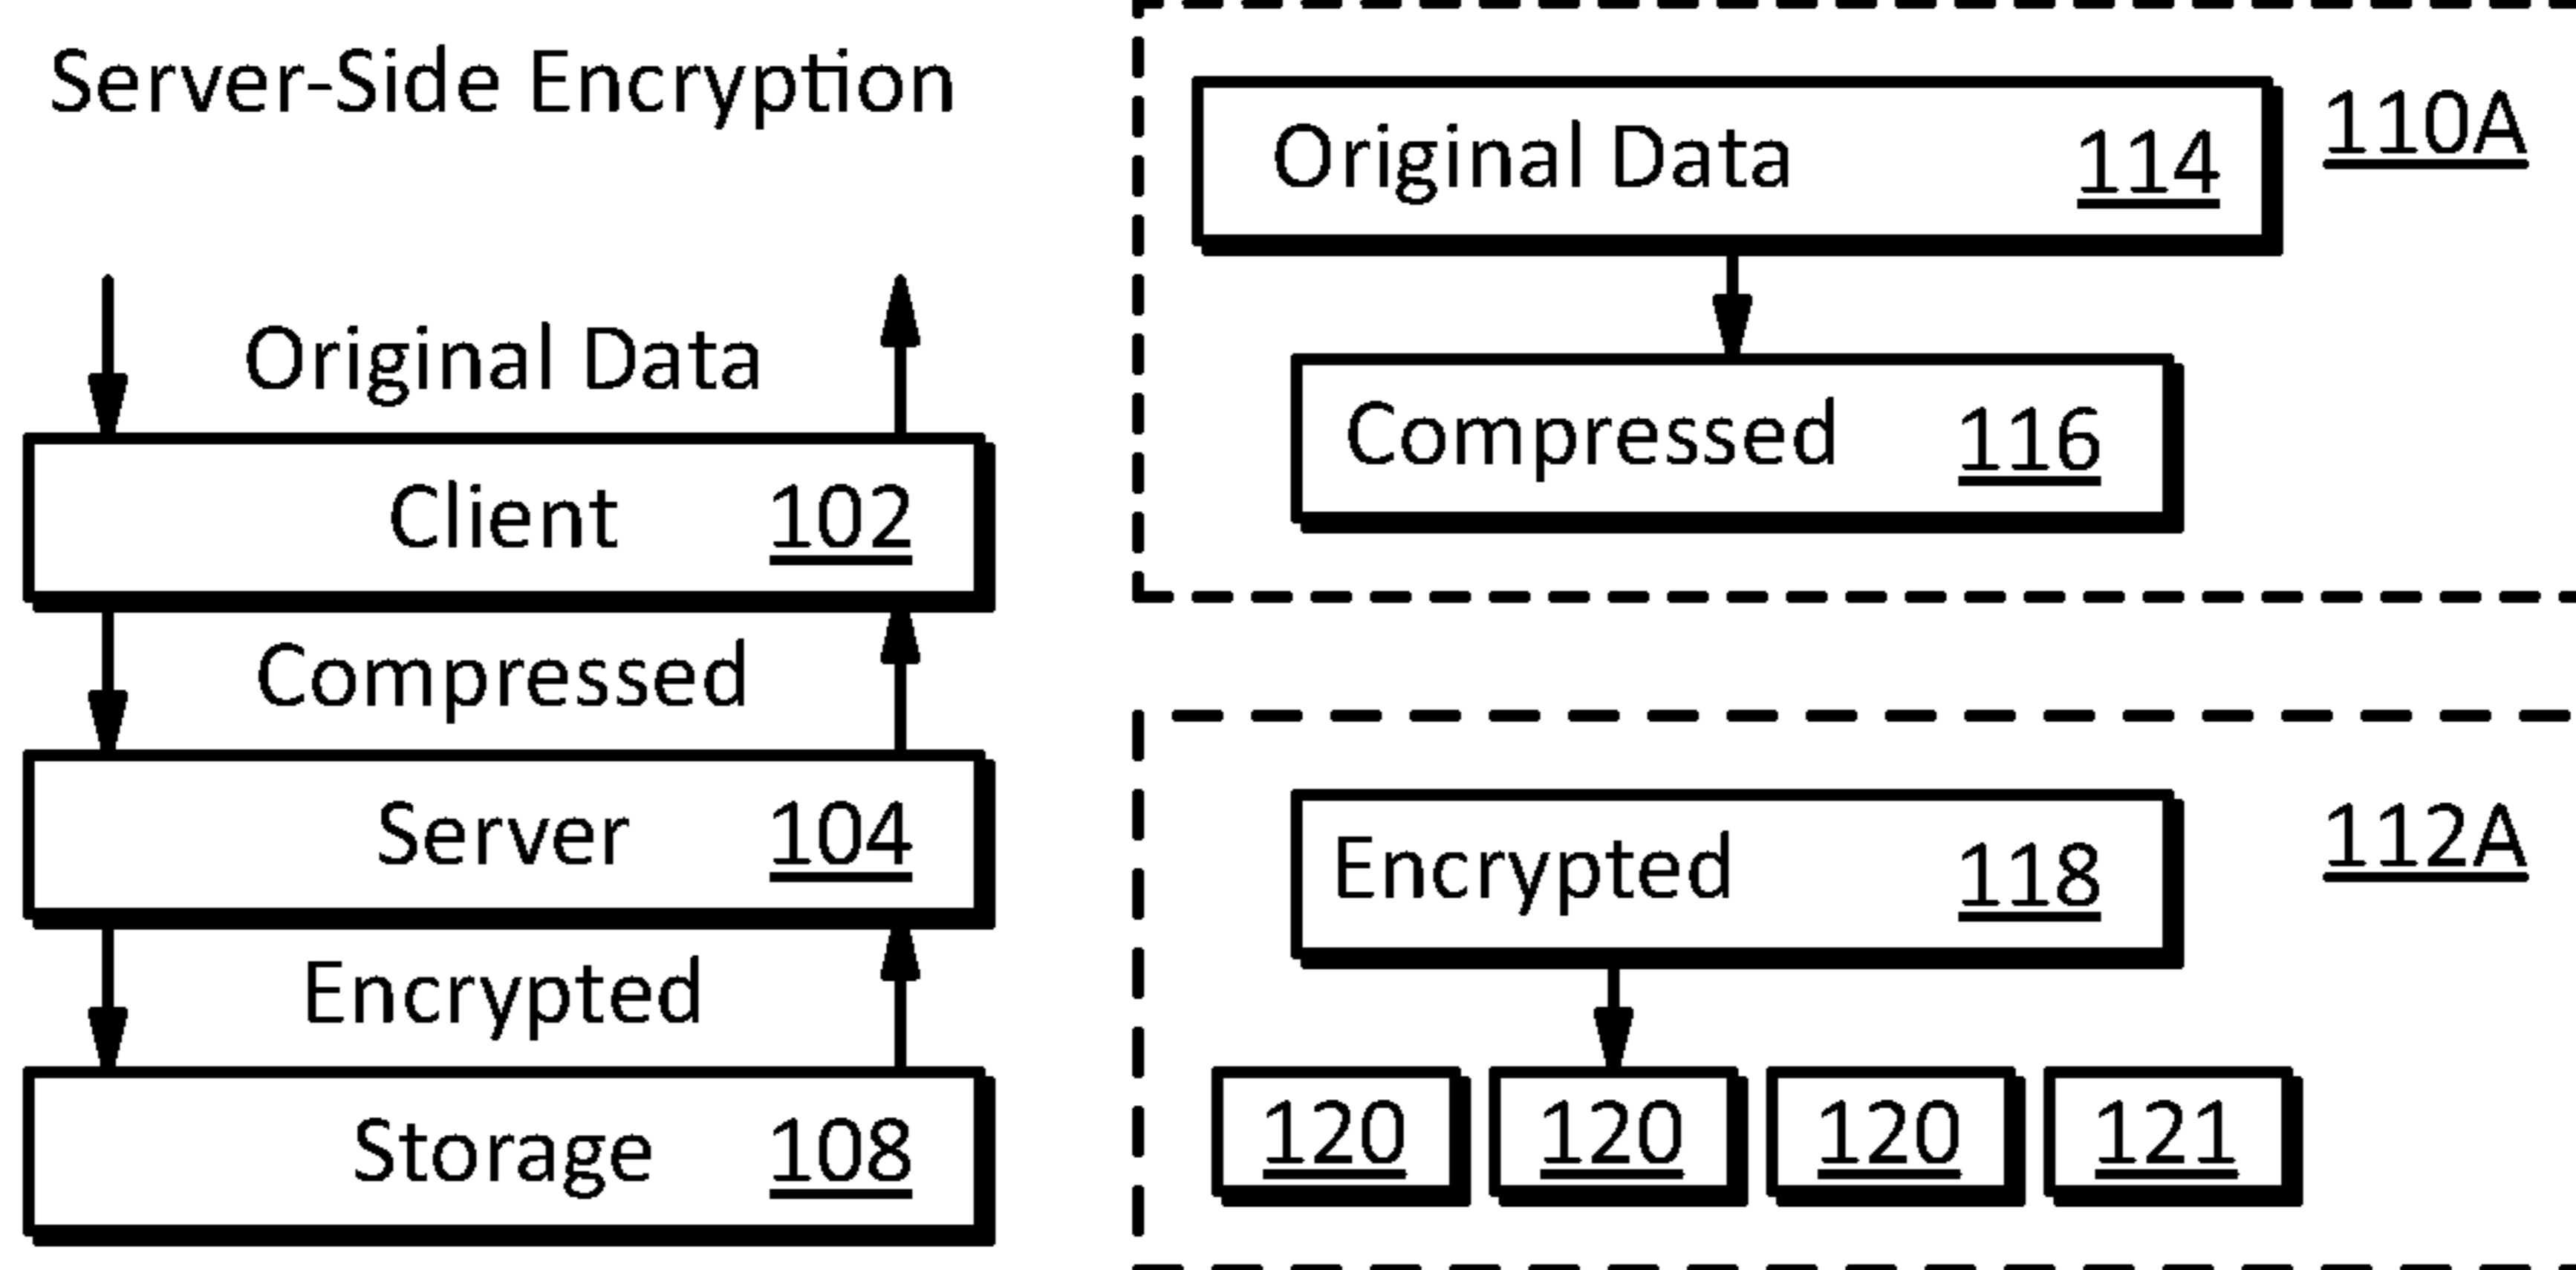 Server-Side Encryption
Original Data
Client 102
Compressed
Server 104
Encrypted
Storage 108
110A
Original Data 114
Compressed 116
112A
Encrypted 118
120 120 120 121